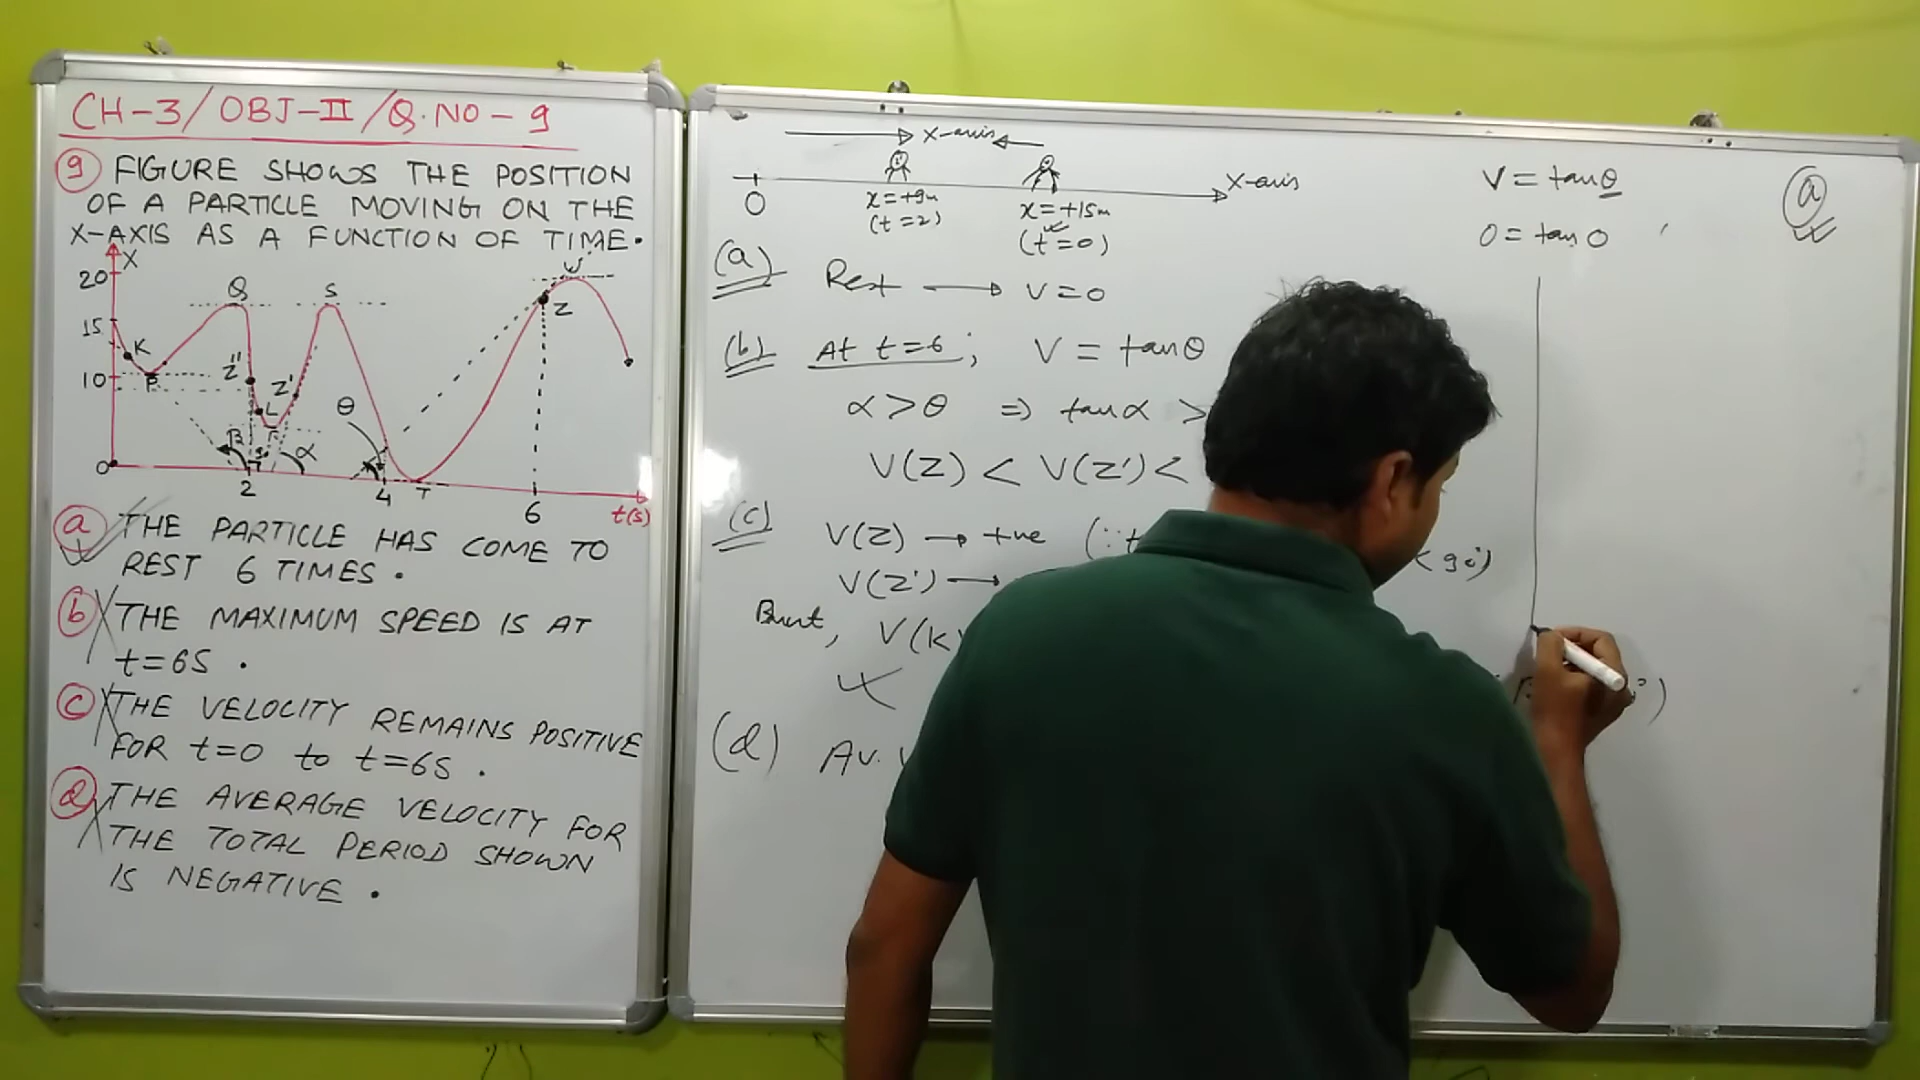 CH-3/OBJ-II/Q.NO-9
9 FIGURE SHOWS THE POSITION
OF A PARTICLE MOVING ON THE
X-AXIS AS A FUNCTION OF TIME.
X
20
15
10
0
K
P
Q
Z''
L
Z'
S
θ
β
α
2
4
T
6
Z
U
t(s)
a THE PARTICLE HAS COME TO
REST 6 TIMES.
b THE MAXIMUM SPEED IS AT
t=6S.
c THE VELOCITY REMAINS POSITIVE
FOR t=0 to t=6S.
d THE AVERAGE VELOCITY FOR
THE TOTAL PERIOD SHOWN
IS NEGATIVE.
X-axis
0
X-axis
x=+9m
(t=2)
x=+15m
(t=0)
(a) Rest → V=0
(b) At t=6; V = tanθ
α>θ ⇒ tanα >
V(Z) < V(Z') <
(c) V(Z) → +ve (∵
V(Z') →
But, V(K)
(d) Av.
V = tanθ
0 = tan 0
a